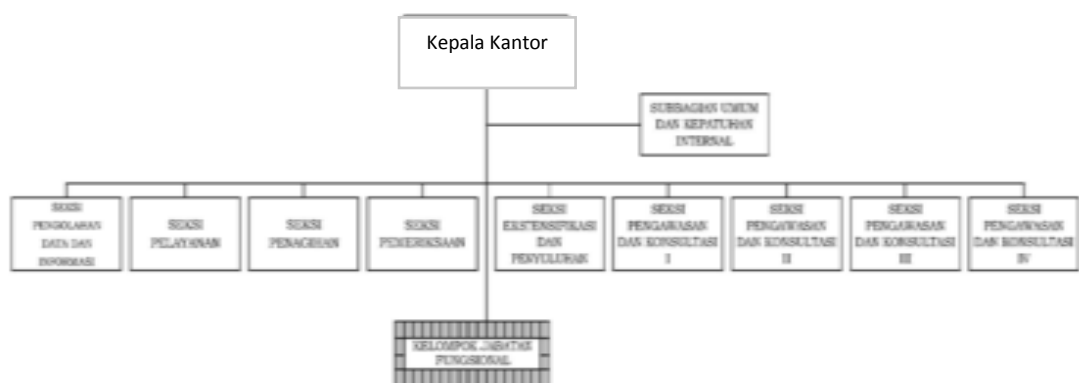 Kepala Kantor
SUBBAGIAN UMUM
DAN KEPATUHAN
INTERNAL
SEKSI
PENGOLAHAN
DATA DAN
INFORMASI
SEKSI
PELAYANAN
SEKSI
PENAGIHAN
SEKSI
PEMERIKSAAN
SEKSI
EKSTENSIFIKASI
DAN
PENYULUHAN
SEKSI
PENGAWASAN
DAN KONSULTASI
I
SEKSI
PENGAWASAN
DAN KONSULTASI
II
SEKSI
PENGAWASAN
DAN KONSULTASI
III
SEKSI
PENGAWASAN
DAN KONSULTASI
IV
KELOMPOK JABATAN
FUNGSIONAL